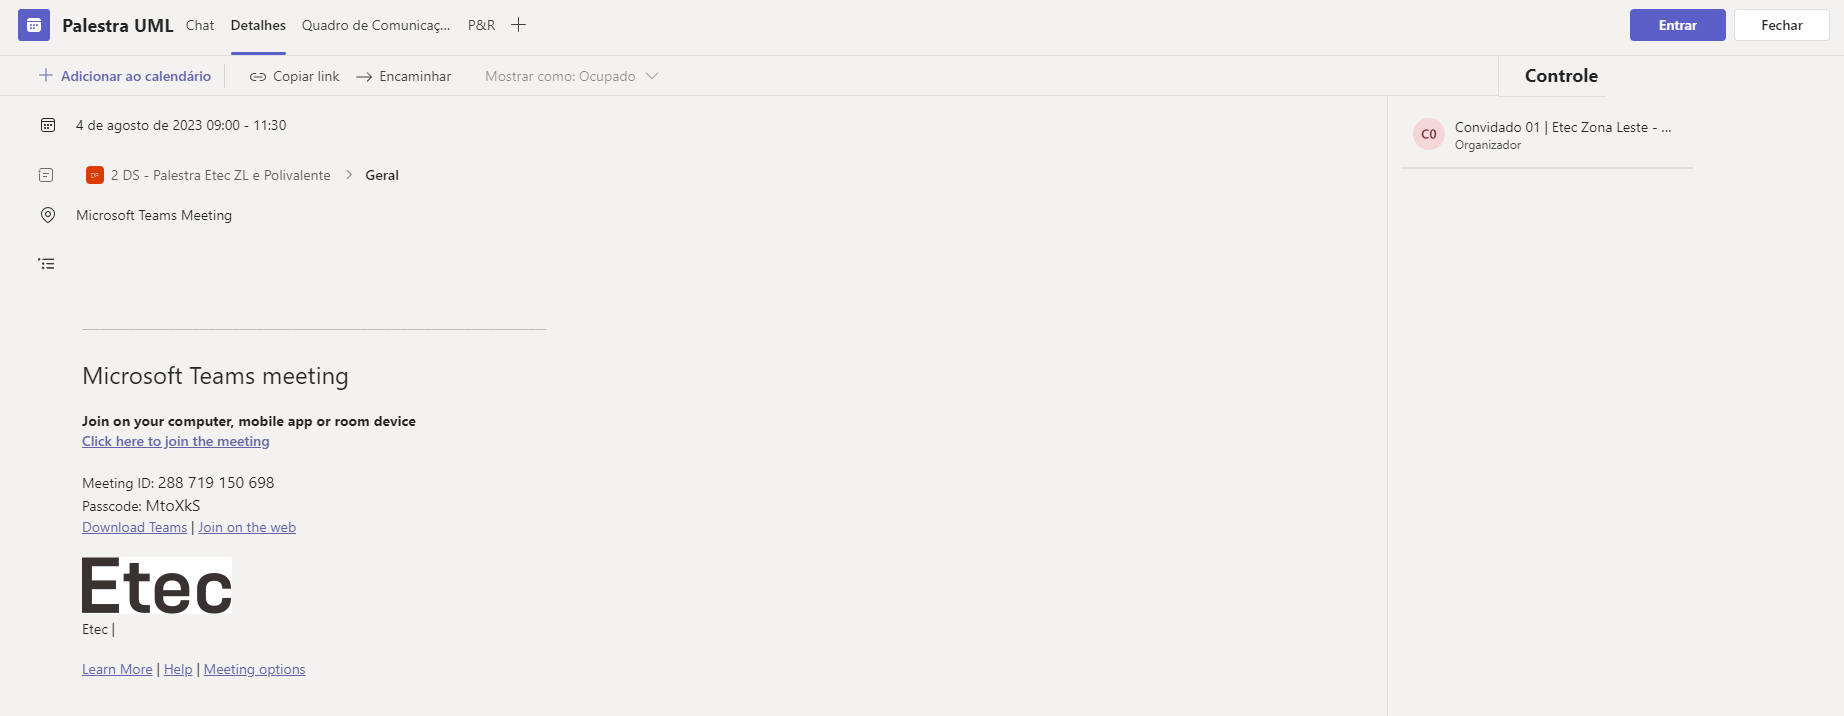 Palestra UML Chat Detalhes Quadro de Comunicaç... P&R Entrar Fechar
Adicionar ao calendário Copiar link Encaminhar Mostrar como: Ocupado Controle
4 de agosto de 2023 09:00 - 11:30
C0 Convidado 01 | Etec Zona Leste - ...
Organizador
DP 2 DS - Palestra Etec ZL e Polivalente > Geral
Microsoft Teams Meeting
Microsoft Teams meeting
Join on your computer, mobile app or room device
Click here to join the meeting
Meeting ID: 288 719 150 698
Passcode: MtoXkS
Download Teams | Join on the web
Etec
Etec |
Learn More | Help | Meeting options